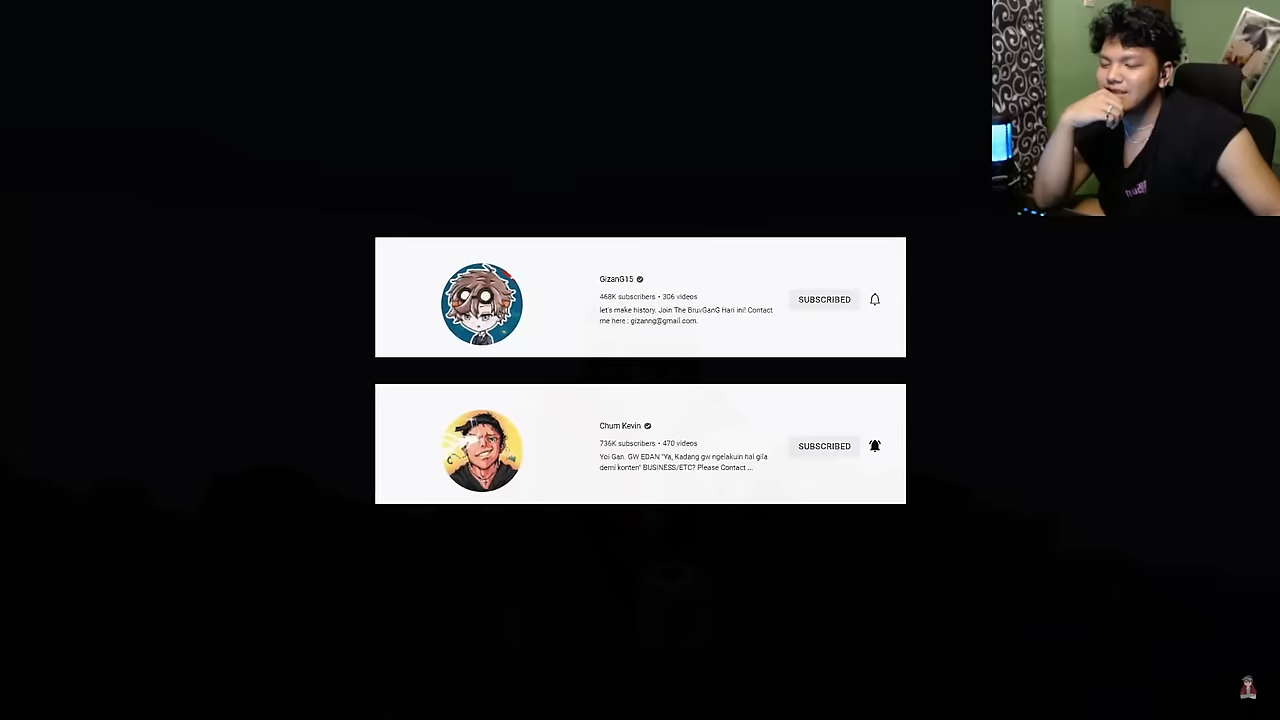 GizanG15
468K subscribers • 306 videos
let's make history. Join The BruvGanG Hari ini! Contact
me here : gizanng@gmail.com.
SUBSCRIBED
Chum Kevin
736K subscribers • 470 videos
Yoi Gan. GW EDAN "Ya, Kadang gw ngelakuin hal gila
demi konten" BUSINESS/ETC? Please Contact ...
SUBSCRIBED